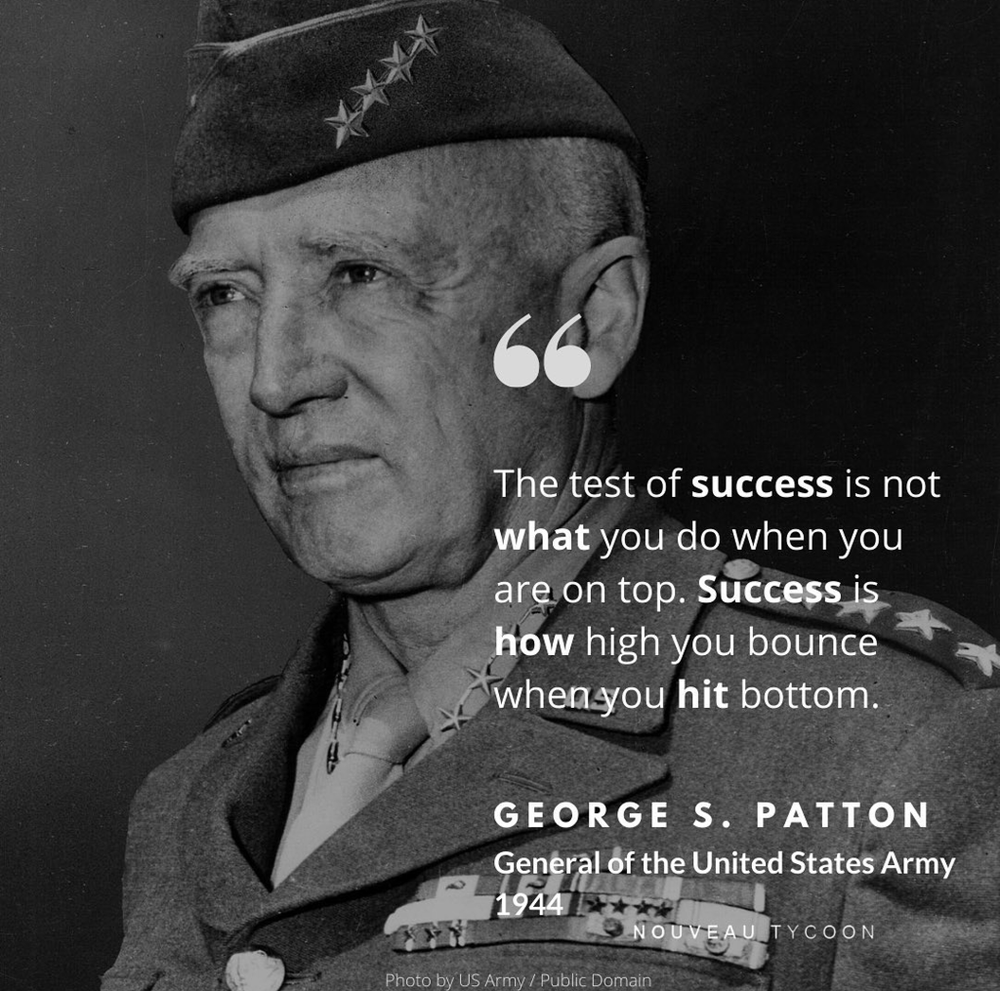 The test of success is not
what you do when you
are on top. Success is
how high you bounce
when you hit bottom.
GEORGE S. PATTON
General of the United States Army
1944
NOUVEAU TYCOON
Photo by US Army / Public Domain